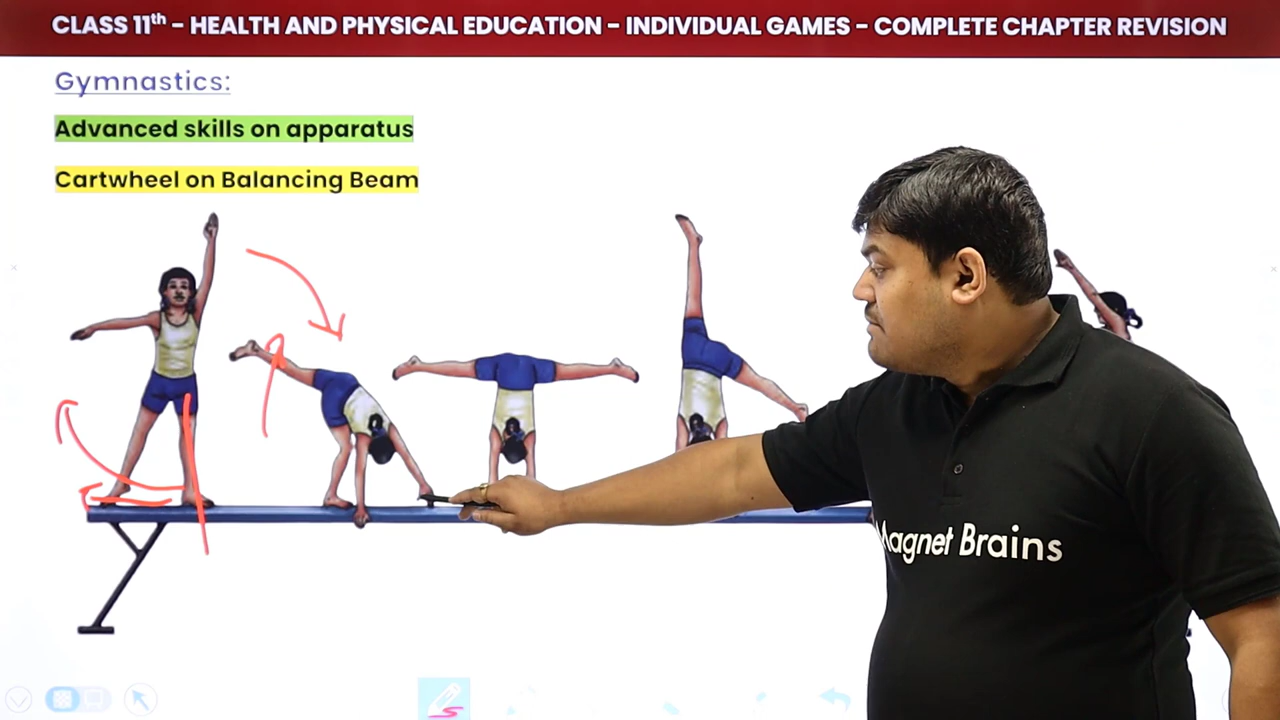 CLASS 11th – HEALTH AND PHYSICAL EDUCATION – INDIVIDUAL GAMES – COMPLETE CHAPTER REVISION
Gymnastics:
Advanced skills on apparatus
Cartwheel on Balancing Beam
Magnet Brains